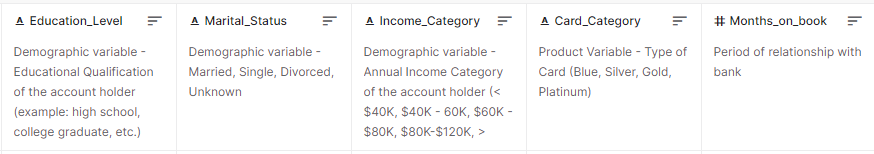 Education_Level
Demographic variable -
Educational Qualification
of the account holder
(example: high school,
college graduate, etc.)
Marital_Status
Demographic variable -
Married, Single, Divorced,
Unknown
Income_Category
Demographic variable -
Annual Income Category
of the account holder (<
$40K, $40K - 60K, $60K -
$80K, $80K-$120K, >
Card_Category
Product Variable - Type of
Card (Blue, Silver, Gold,
Platinum)
# Months_on_book
Period of relationship with
bank